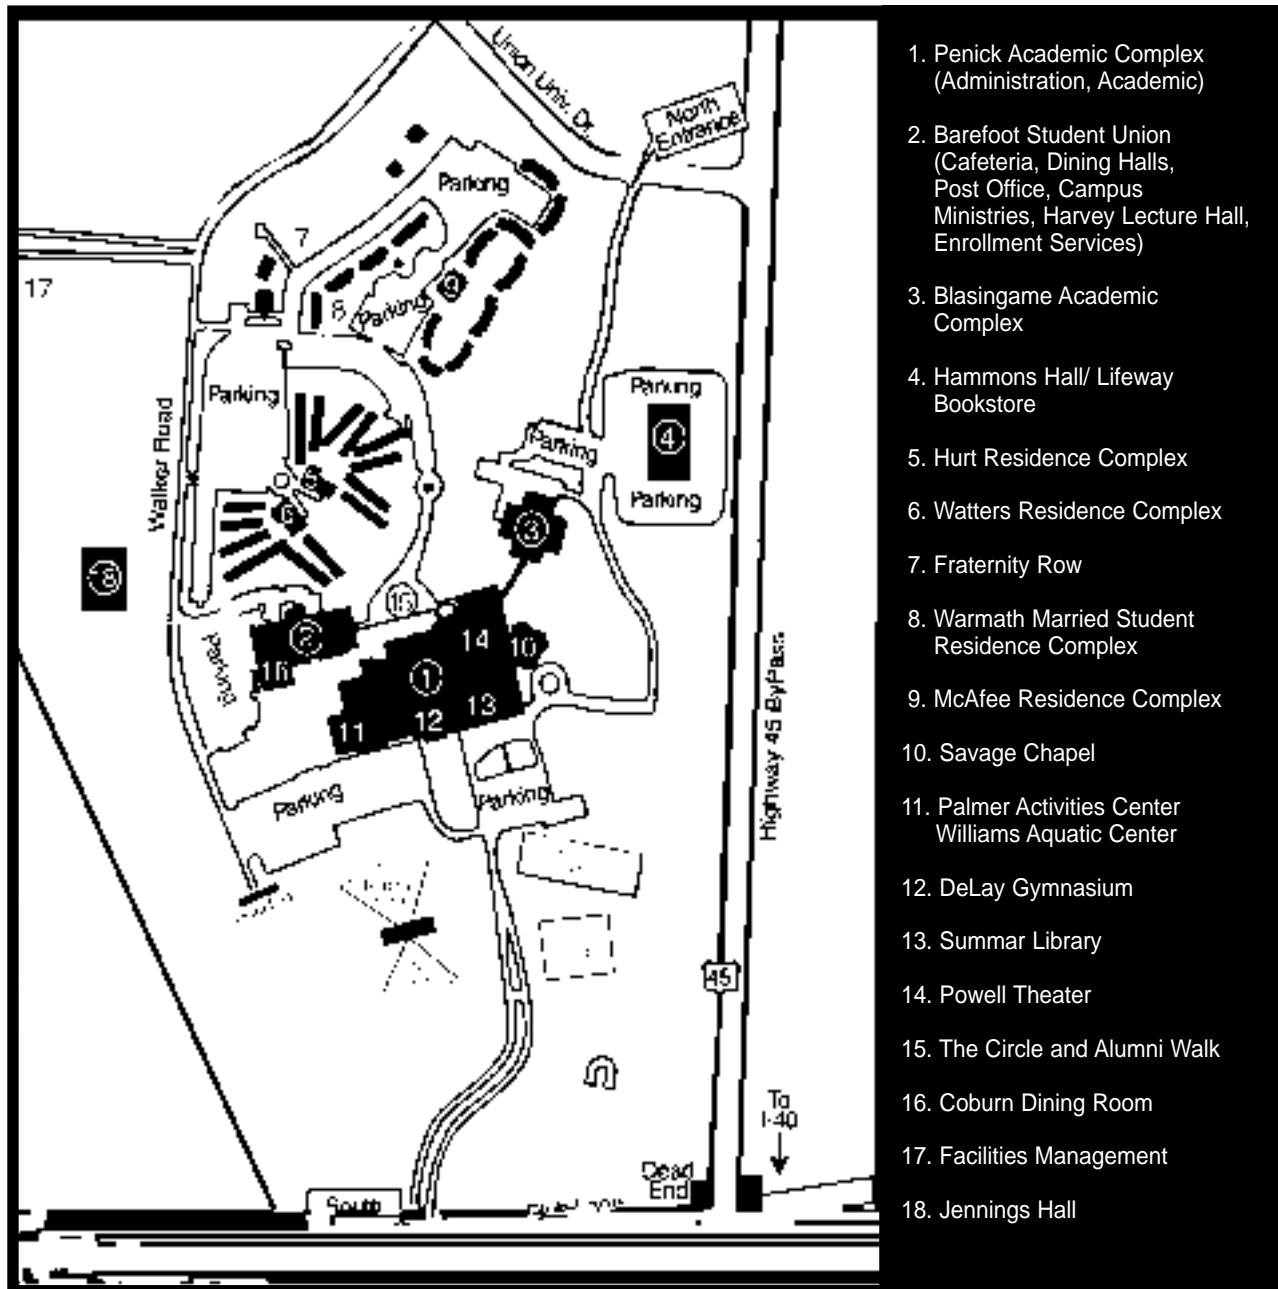 Union Univ. Dr.
North
Entrance
Parking
7
17
8
Parking
9
Parking
Walker Road
6
5
Parking
4
Parking
Parking
3
18
15
2
16
Parking
14
10
1
13
12
11
Parking
Parking
Highway 45 ByPass
45
To
I-40
Dead
End
South
1. Penick Academic Complex
(Administration, Academic)
2. Barefoot Student Union
(Cafeteria, Dining Halls,
Post Office, Campus
Ministries, Harvey Lecture Hall,
Enrollment Services)
3. Blasingame Academic
Complex
4. Hammons Hall/ Lifeway
Bookstore
5. Hurt Residence Complex
6. Watters Residence Complex
7. Fraternity Row
8. Warmath Married Student
Residence Complex
9. McAfee Residence Complex
10. Savage Chapel
11. Palmer Activities Center
Williams Aquatic Center
12. DeLay Gymnasium
13. Summar Library
14. Powell Theater
15. The Circle and Alumni Walk
16. Coburn Dining Room
17. Facilities Management
18. Jennings Hall